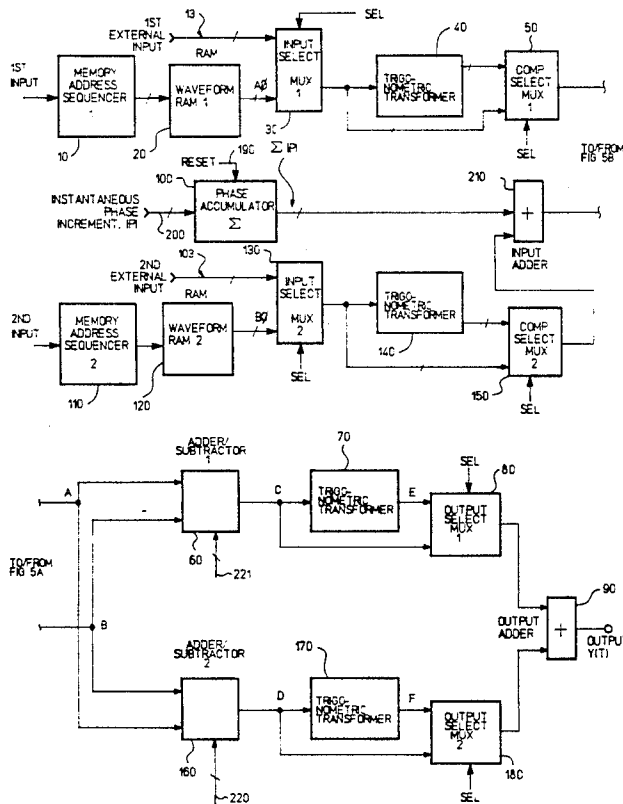 1ST EXTERNAL INPUT
13
RAM
SEL
INPUT SELECT MUX 1
30
40
TRIGO-NOMETRIC TRANSFORMER
50
COMP SELECT MUX 1
SEL
1ST INPUT
MEMORY ADDRESS SEQUENCER 1
10
WAVEFORM RAM 1
20
AØ
Σ IPI
TO/FROM FIG 5B
RESET
190
100
PHASE ACCUMULATOR Σ
INSTANTANEOUS PHASE INCREMENT, IPI
200
210
+
INPUT ADDER
2ND EXTERNAL INPUT
103
RAM
130
INPUT SELECT MUX 2
SEL
2ND INPUT
MEMORY ADDRESS SEQUENCER 2
110
WAVEFORM RAM 2
120
BØ
TRIGO-NOMETRIC TRANSFORMER
140
COMP SELECT MUX 2
150
SEL
ADDER/SUBTRACTOR 1
60
221
A
B
C
70
TRIGO-NOMETRIC TRANSFORMER
E
SEL
80
OUTPUT SELECT MUX 1
TO/FROM FIG 5A
90
+
OUTPUT ADDER
OUTPUT Y(T)
ADDER/SUBTRACTOR 2
160
220
D
170
TRIGO-NOMETRIC TRANSFORMER
F
OUTPUT SELECT MUX 2
180
SEL